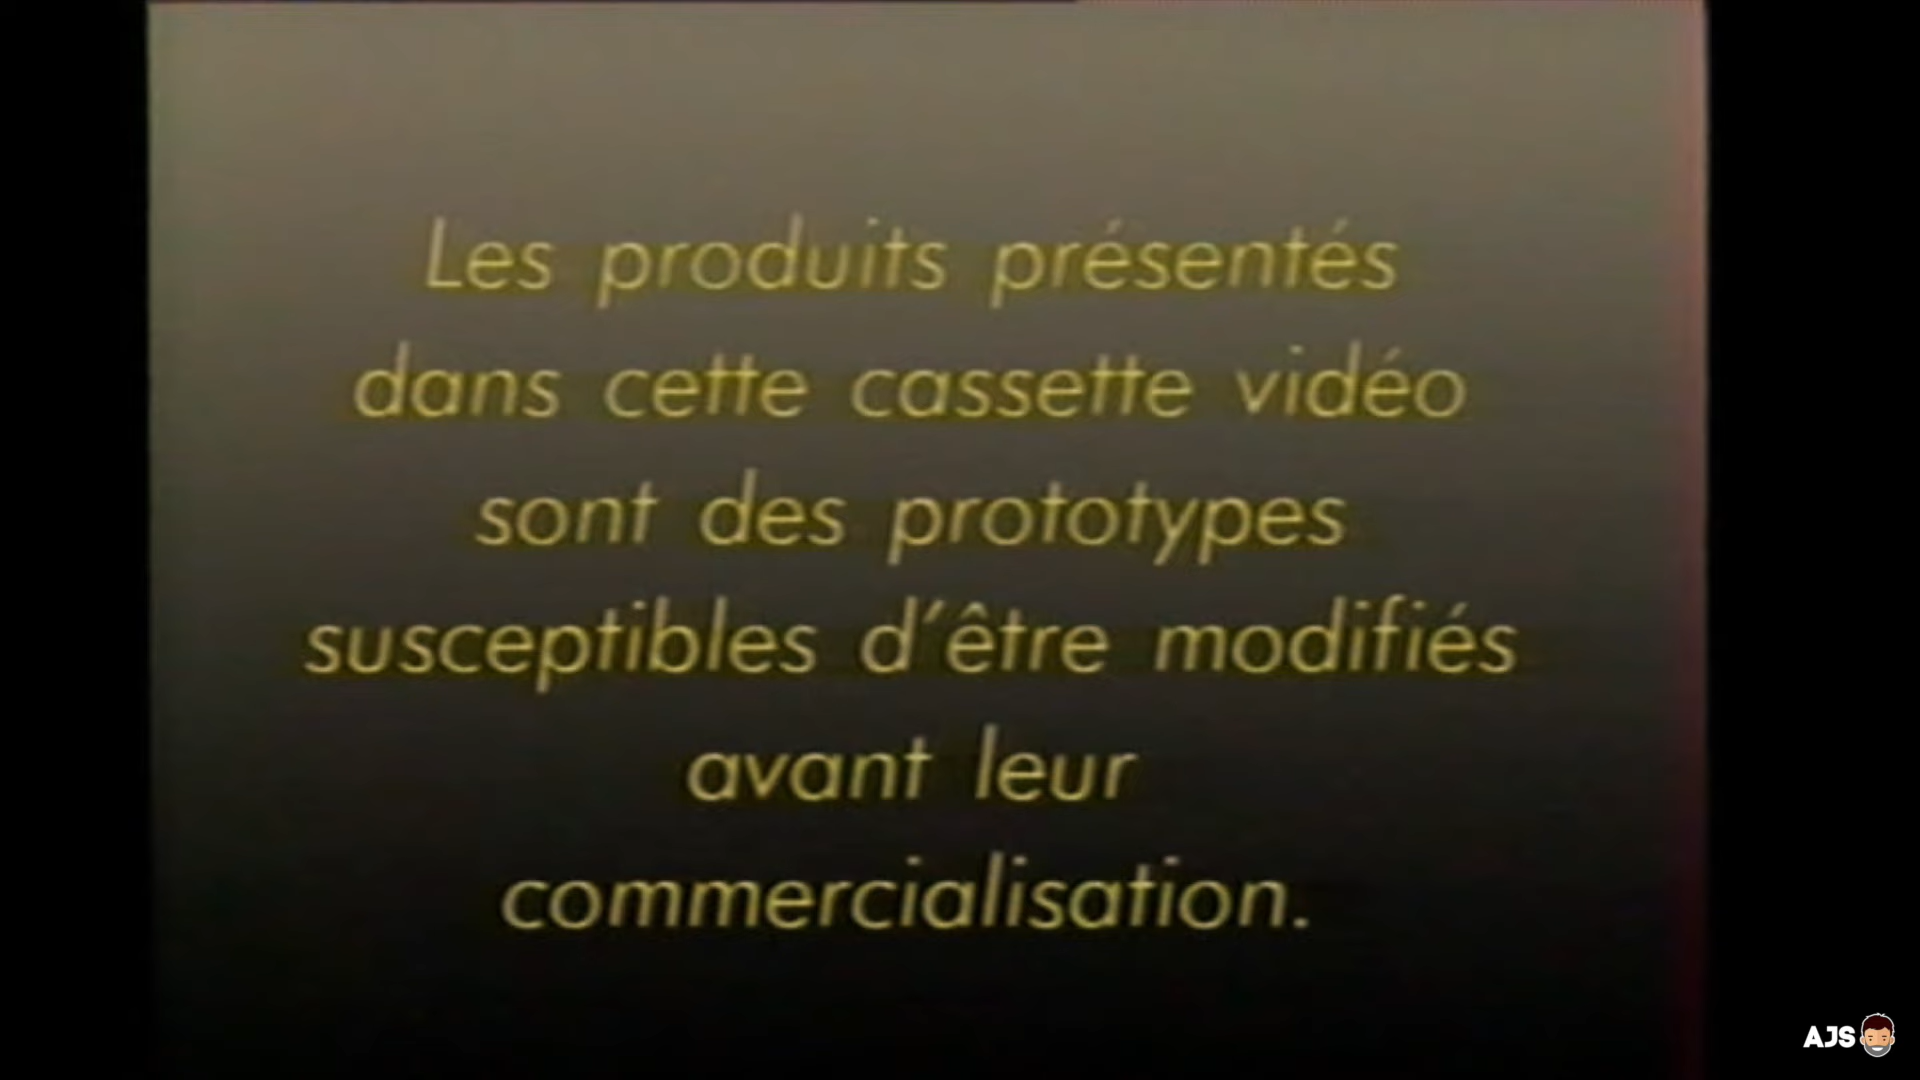 Les produits présentés
dans cette cassette vidéo
sont des prototypes
susceptibles d'être modifiés
avant leur
commercialisation.
AJS